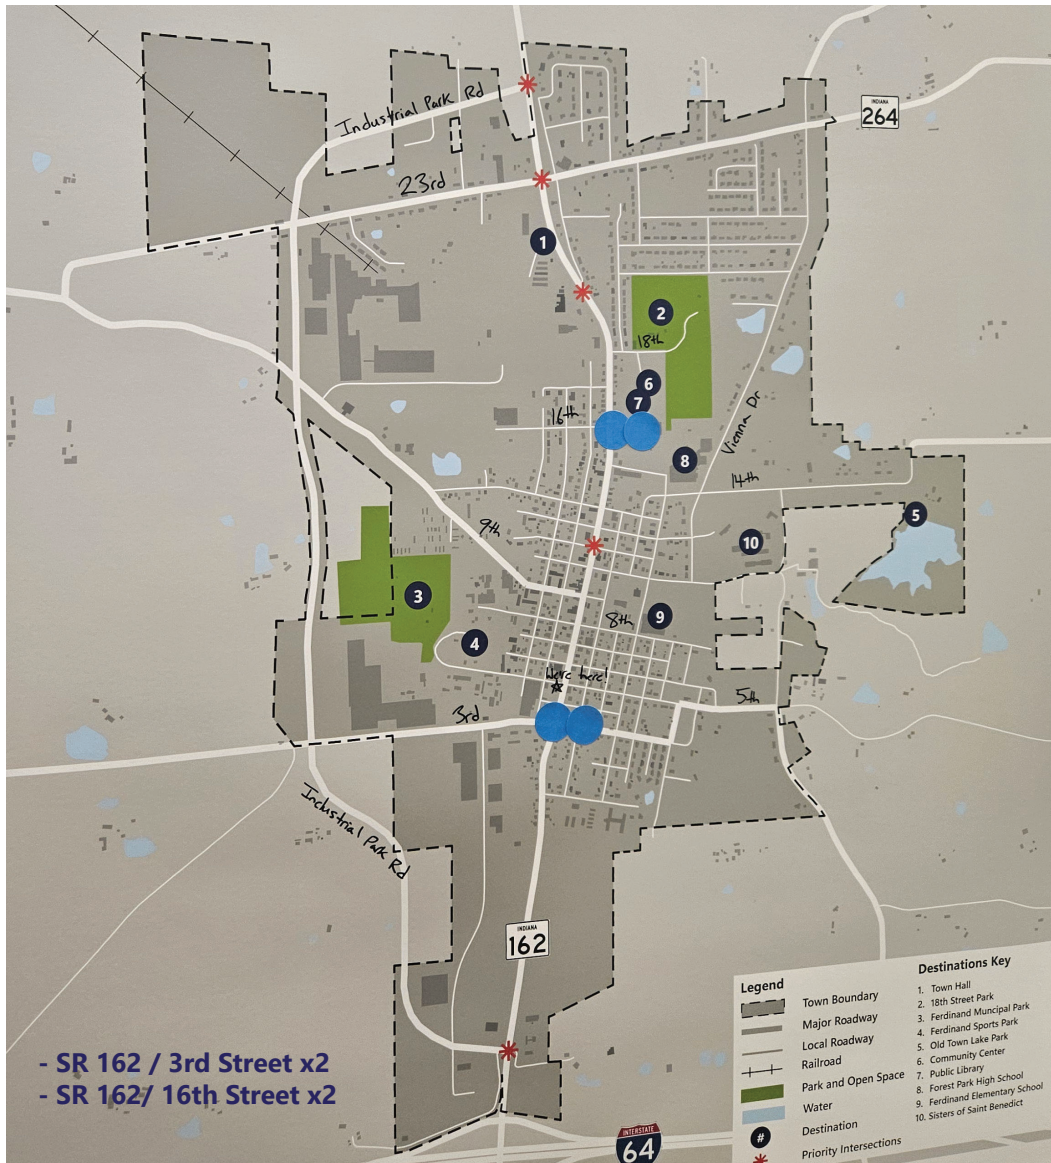 INDIANA
264
Industrial Park Rd
23rd
1
2
18th
6
7
16th
Vienna Dr
8
14th
9th
5
10
3
8th
9
4
We're here!
5th
3rd
Industrial Park Rd
INDIANA
162
Legend
Town Boundary
Major Roadway
Local Roadway
Railroad
Park and Open Space
Water
#
Destination
Priority Intersections
Destinations Key
1. Town Hall
2. 18th Street Park
3. Ferdinand Muncipal Park
4. Ferdinand Sports Park
5. Old Town Lake Park
6. Community Center
7. Public Library
8. Forest Park High School
9. Ferdinand Elementary School
10. Sisters of Saint Benedict
- SR 162 / 3rd Street x2
- SR 162/ 16th Street x2
INTERSTATE
64